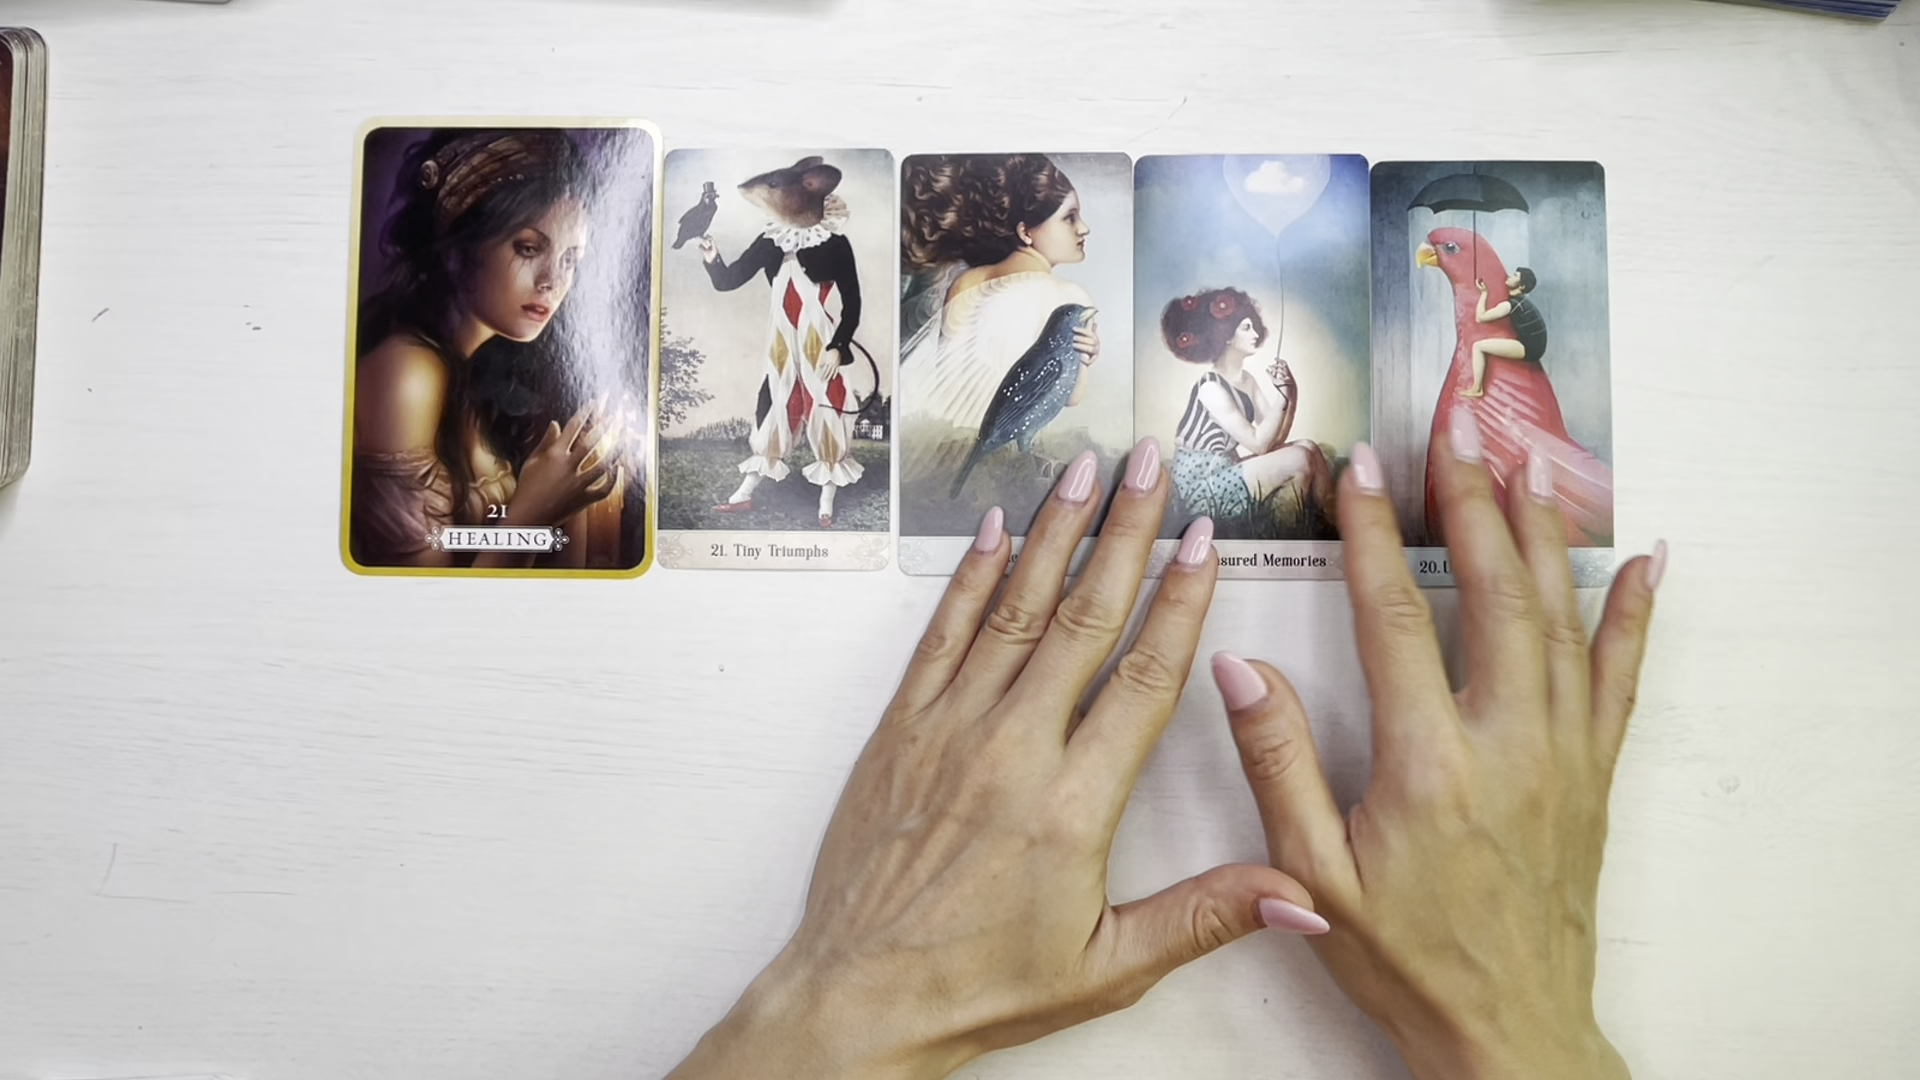 21
HEALING
21. Tiny Triumphs
sured Memories
20.